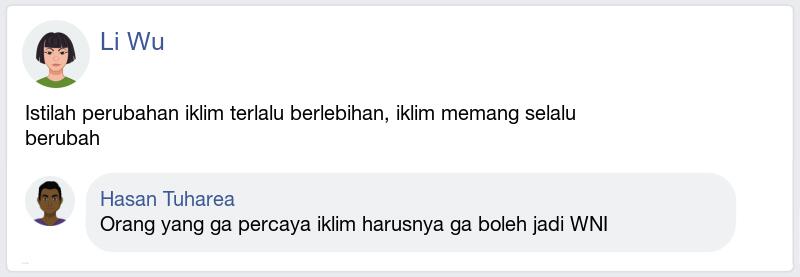 Li Wu
Istilah perubahan iklim terlalu berlebihan, iklim memang selalu
berubah
Hasan Tuharea
Orang yang ga percaya iklim harusnya ga boleh jadi WNI